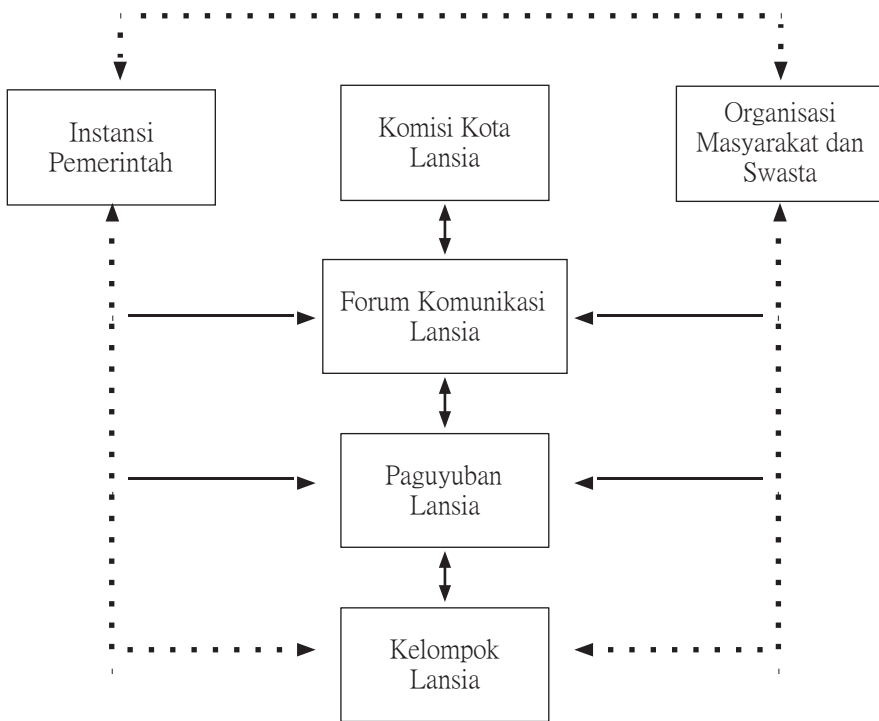 Instansi
Pemerintah
Komisi Kota
Lansia
Organisasi
Masyarakat dan
Swasta
Forum Komunikasi
Lansia
Paguyuban
Lansia
Kelompok
Lansia